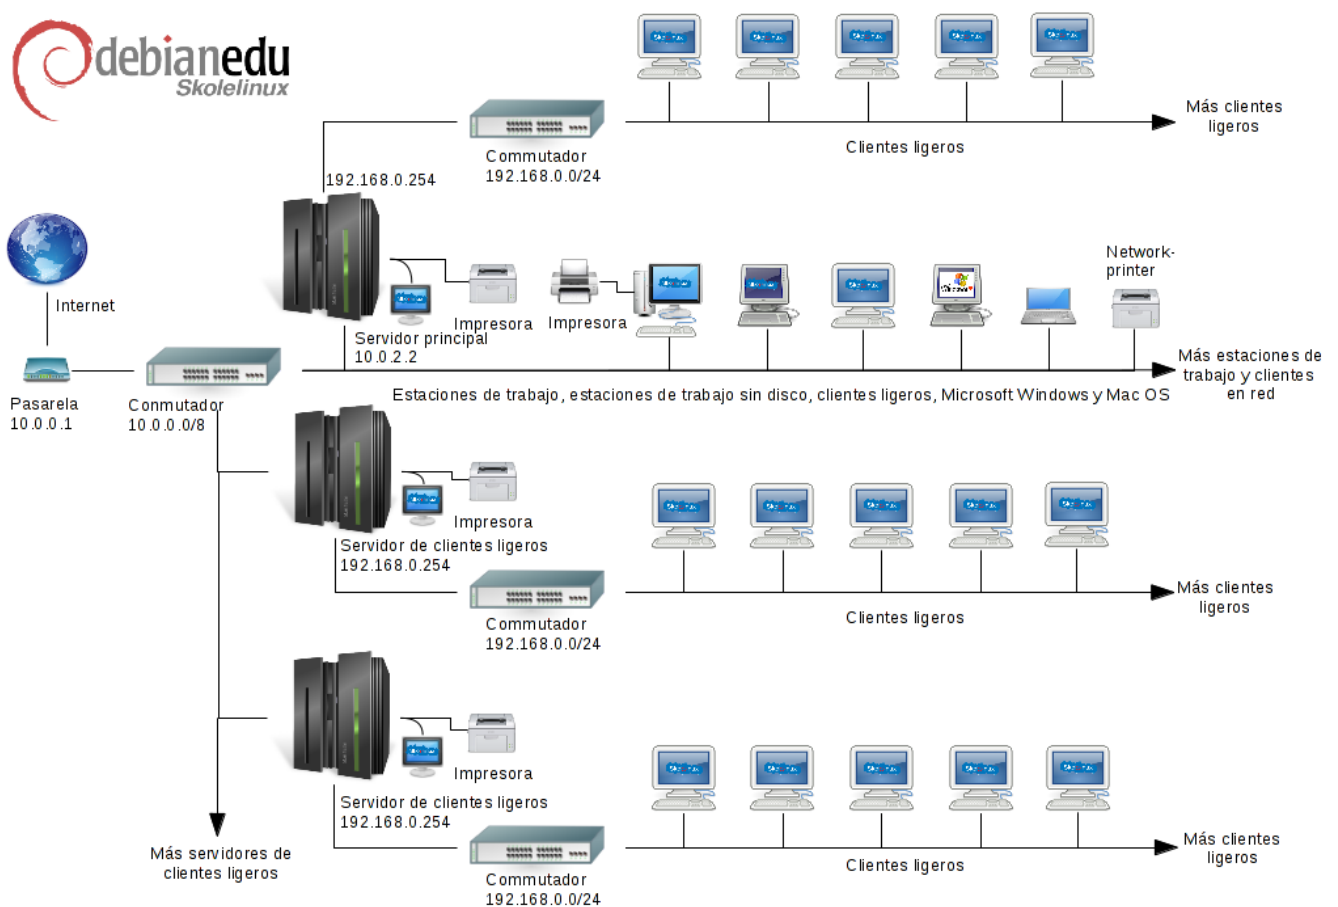 debianedu
Skolelinux
Commutador
192.168.0.0/24
Clientes ligeros
Más clientes
ligeros
192.168.0.254
Internet
Impresora
Impresora
Network-
printer
Servidor principal
10.0.2.2
Pasarela
10.0.0.1
Conmutador
10.0.0.0/8
Estaciones de trabajo, estaciones de trabajo sin disco, clientes ligeros, Microsoft Windows y Mac OS
Más estaciones de
trabajo y clientes
en red
Impresora
Servidor de clientes ligeros
192.168.0.254
Commutador
192.168.0.0/24
Clientes ligeros
Más clientes
ligeros
Impresora
Servidor de clientes ligeros
192.168.0.254
Commutador
192.168.0.0/24
Clientes ligeros
Más clientes
ligeros
Más servidores de
clientes ligeros